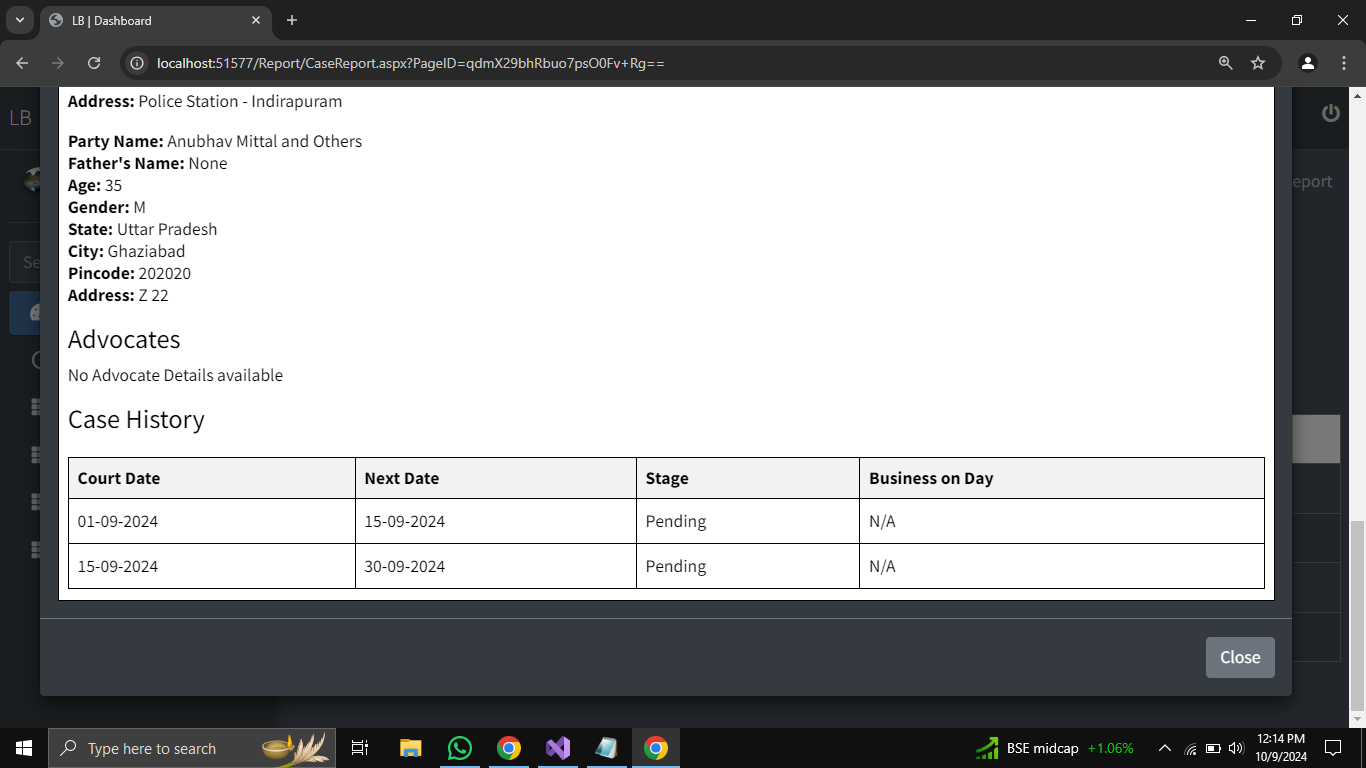 LB | Dashboard
localhost:51577/Report/CaseReport.aspx?PageID=qdmX29bhRbuo7psO0Fv+Rg==
LB
eport
Se
Address: Police Station - Indirapuram
Party Name: Anubhav Mittal and Others
Father's Name: None
Age: 35
Gender: M
State: Uttar Pradesh
City: Ghaziabad
Pincode: 202020
Address: Z 22
Advocates
No Advocate Details available
Case History
Court Date Next Date Stage Business on Day
01-09-2024 15-09-2024 Pending N/A
15-09-2024 30-09-2024 Pending N/A
Close
Type here to search
BSE midcap +1.06%
12:14 PM
10/9/2024